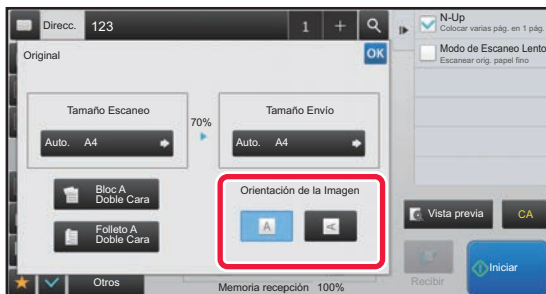 Direcc. 123 1 +
Original OK
Tamaño Escaneo
Auto. A4
70%
Tamaño Envío
Auto. A4
Bloc A
Doble Cara
Folleto A
Doble Cara
Orientación de la Imagen
A A
Otros
Memoria recepción 100%
N-Up
Colocar varias pág. en 1 pág.
Modo de Escaneo Lento
Escanear orig. papel fino
Vista previa CA
Recibir
Iniciar